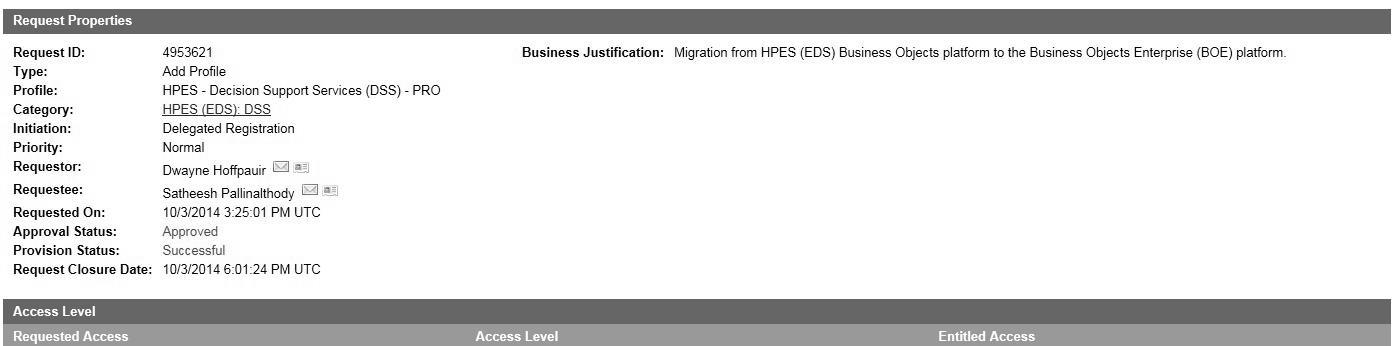 Request Properties
Request ID: 4953621 Business Justification: Migration from HPES (EDS) Business Objects platform to the Business Objects Enterprise (BOE) platform.
Type: Add Profile
Profile: HPES - Decision Support Services (DSS) - PRO
Category: HPES (EDS): DSS
Initiation: Delegated Registration
Priority: Normal
Requestor: Dwayne Hoffpauir
Requestee: Satheesh Pallinalthody
Requested On: 10/3/2014 3:25:01 PM UTC
Approval Status: Approved
Provision Status: Successful
Request Closure Date: 10/3/2014 6:01:24 PM UTC
Access Level
Requested Access Access Level Entitled Access